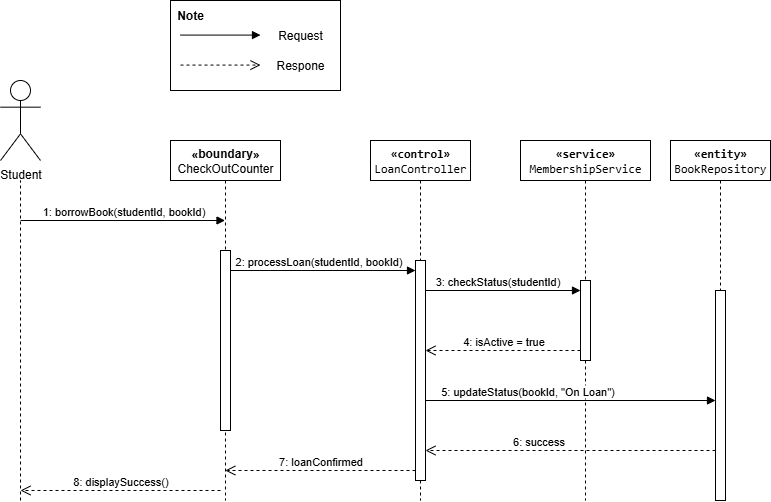 Note
Request
Respone
Student
«boundary»
CheckOutCounter
«control»
LoanController
«service»
MembershipService
«entity»
BookRepository
1: borrowBook(studentId, bookId)
2: processLoan(studentId, bookId)
3: checkStatus(studentId)
4: isActive = true
5: updateStatus(bookId, "On Loan")
6: success
7: loanConfirmed
8: displaySuccess()